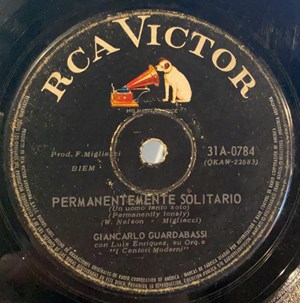 RCA VICTOR
Prod. F. Migliacci
BIEM
31A-0784
(QKAW-22683)
PERMANENTEMENTE SOLITARIO
(Un uomo tanto solo)
(Permanently lonely)
(W. Nelson - Migliacci)
GIANCARLO GUARDABASSI
con Luis Enriquez, su Orq. e
"I Cantori Moderni"